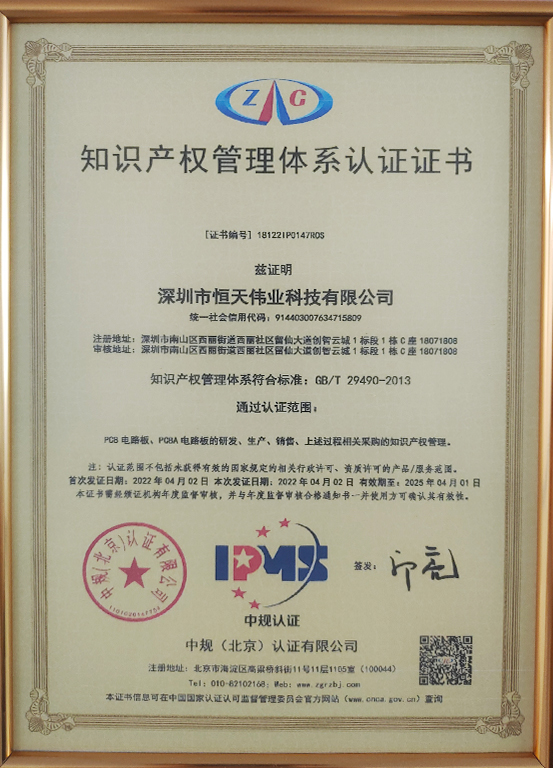 ZG
知识产权管理体系认证证书
[证书编号] 18122IP0147R0S
兹证明
深圳市恒天伟业科技有限公司
统一社会信用代码：914403007634715809
注册地址：深圳市南山区西丽街道西丽社区留仙大道创智云城1标段1栋C座18071808
审核地址：深圳市南山区西丽街道西丽社区留仙大道创智云城1标段1栋C座18071808
知识产权管理体系符合标准：GB/T 29490-2013
通过认证范围：
PCB电路板、PCBA电路板的研发、生产、销售、上述过程相关采购的知识产权管理。
注：认证范围不包括未获得有效的国家规定的相关行政许可、资质许可的产品/服务范围。
首次发证日期：2022年04月02日 本次发证日期：2022年04月02日 有效期至：2025年04月01日
本证书需经颁证机构年度监督审核，并与年度监督审核合格通知书一并使用方可确认其有效性。
中规(北京)认证有限公司
IPMS
签发：
中规认证
中规（北京）认证有限公司
注册地址：北京市海淀区高梁桥斜街11号11层1105室（100044）
Tel：010-62102168；Web：www.zgrzbj.com
本证书信息可在中国国家认证认可监督管理委员会官方网站（www.cnca.gov.cn）查询